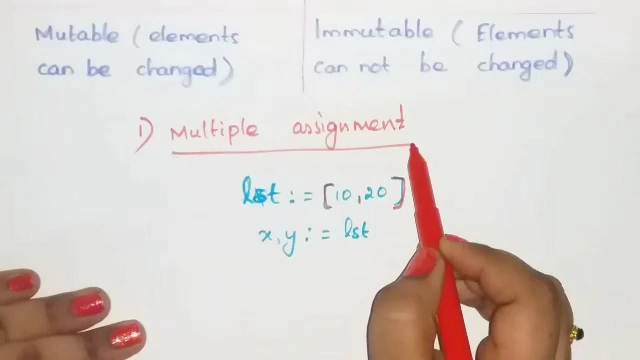 Mutable (elements can be changed)
Immutable (Elements can not be changed)
1) Multiple assignment
lst := [10,20]
x,y := lst